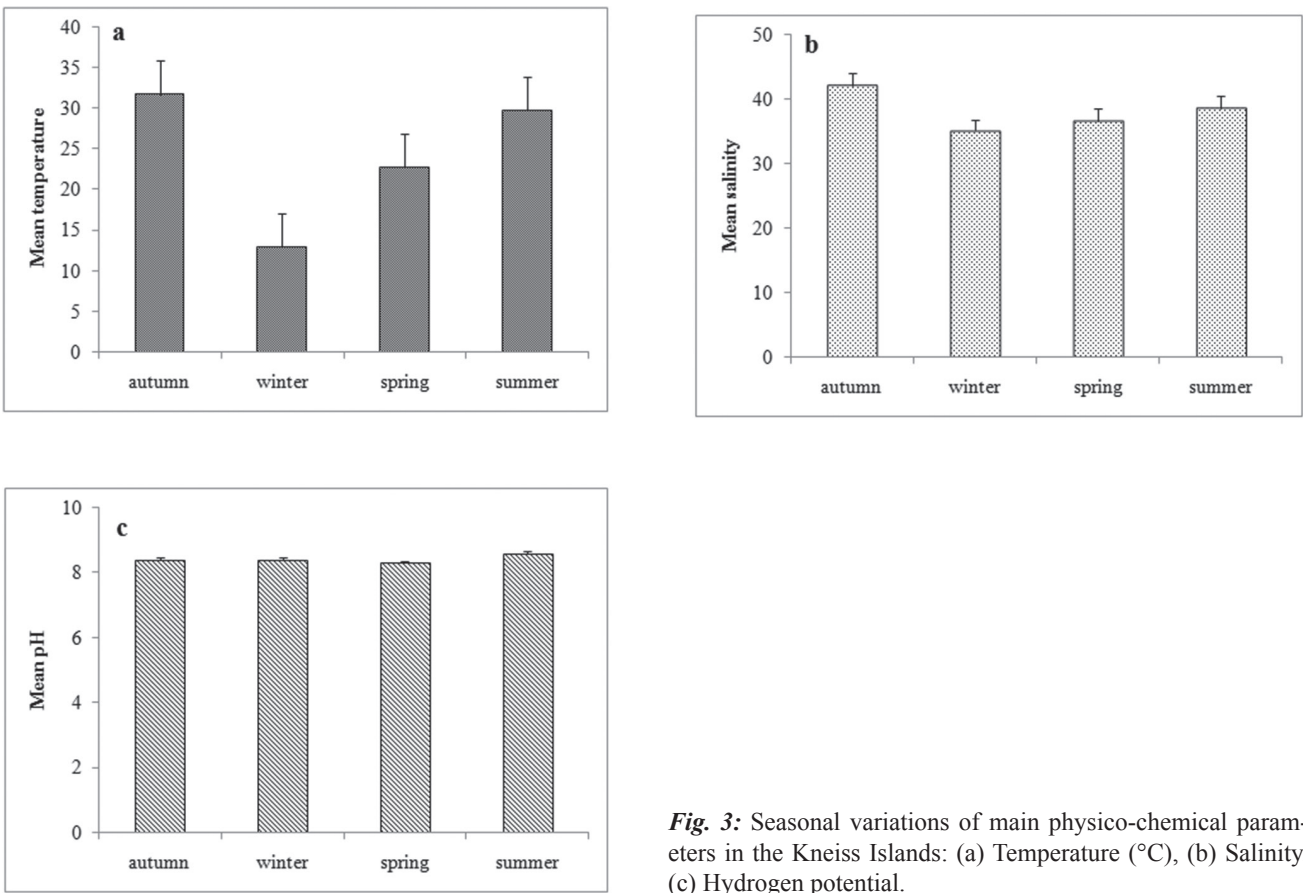 a
40
35
30
25
20
15
10
5
0
Mean temperature
autumn winter spring summer
b
50
40
30
20
10
0
Mean salinity
autumn winter spring summer
c
10
8
6
4
2
0
Mean pH
autumn winter spring summer
Fig. 3: Seasonal variations of main physico-chemical param-
eters in the Kneiss Islands: (a) Temperature (°C), (b) Salinity
(c) Hydrogen potential.